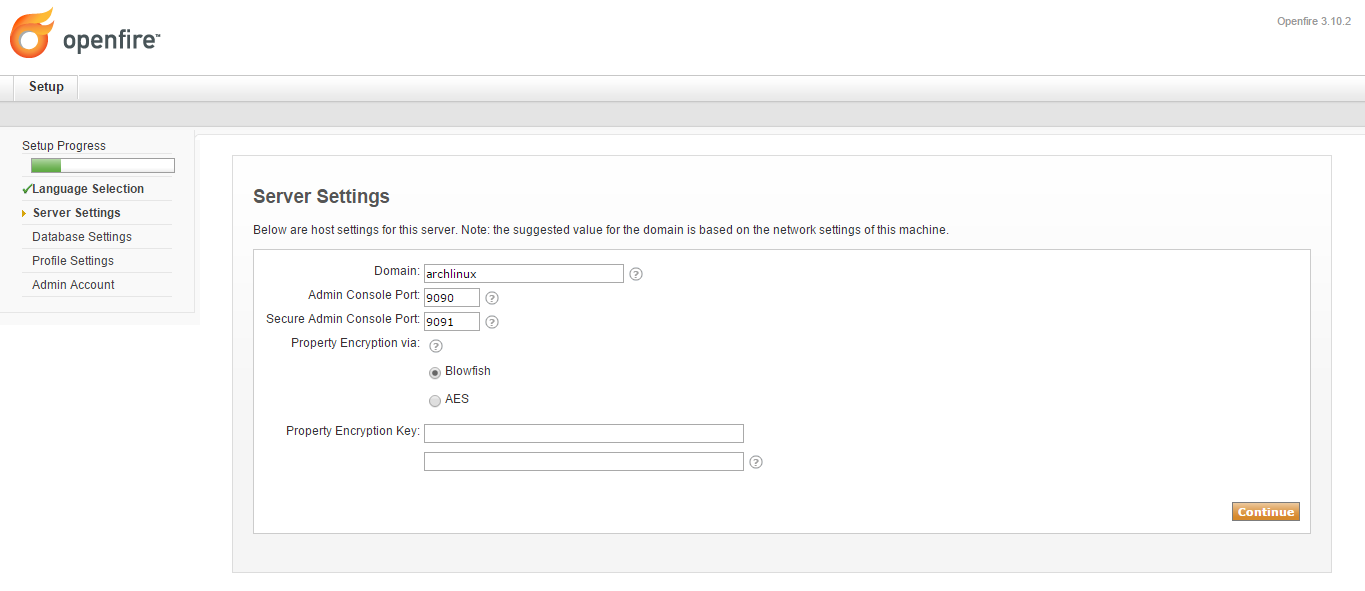 openfire™
Openfire 3.10.2
Setup
Setup Progress
Language Selection
Server Settings
Database Settings
Profile Settings
Admin Account
Server Settings
Below are host settings for this server. Note: the suggested value for the domain is based on the network settings of this machine.
Domain: archlinux ?
Admin Console Port: 9090 ?
Secure Admin Console Port: 9091 ?
Property Encryption via: ?
Blowfish
AES
Property Encryption Key:
?
Continue